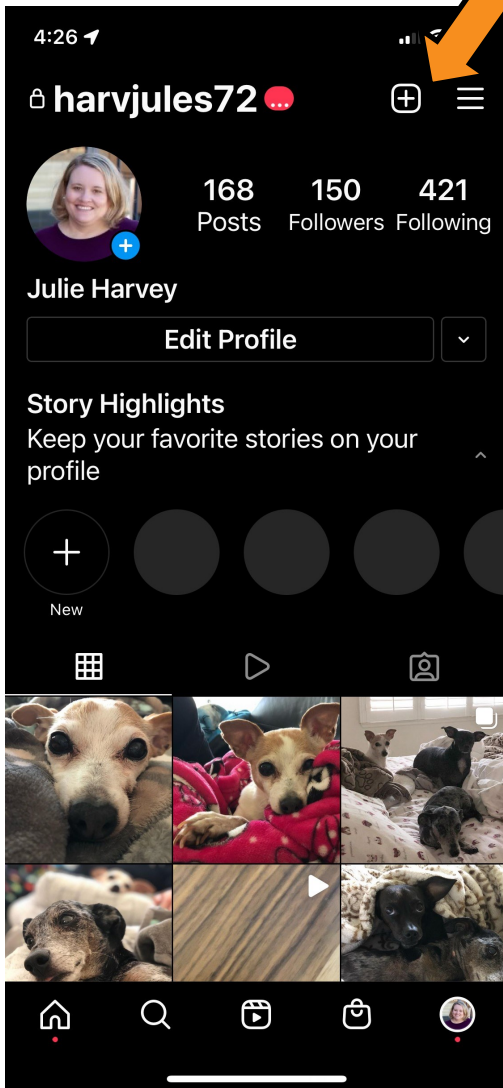 4:26
harvjules72 ...
168 150 421
Posts Followers Following
Julie Harvey
Edit Profile
Story Highlights
Keep your favorite stories on your
profile
New